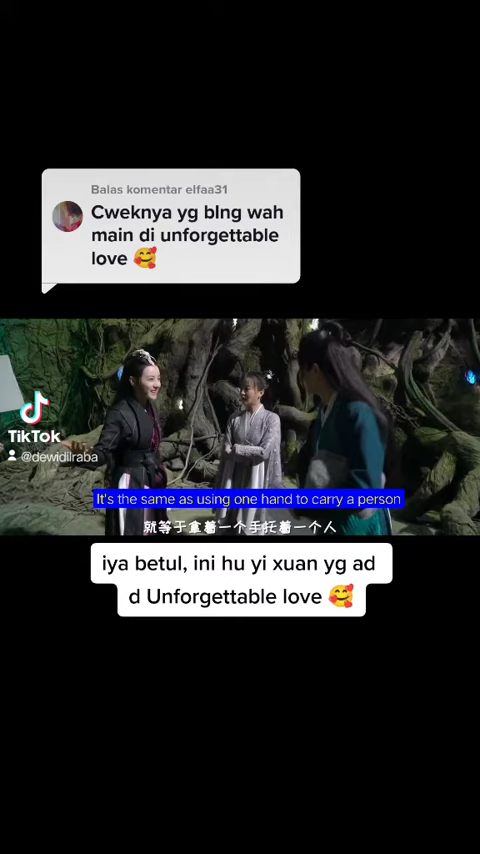 Balas komentar elfaa31
Cweknya yg blng wah
main di unforgettable
love 🥰
TikTok
@dewidilraba
It's the same as using one hand to carry a person
就等于拿着一个手托着一个人
iya betul, ini hu yi xuan yg ad
d Unforgettable love 🥰